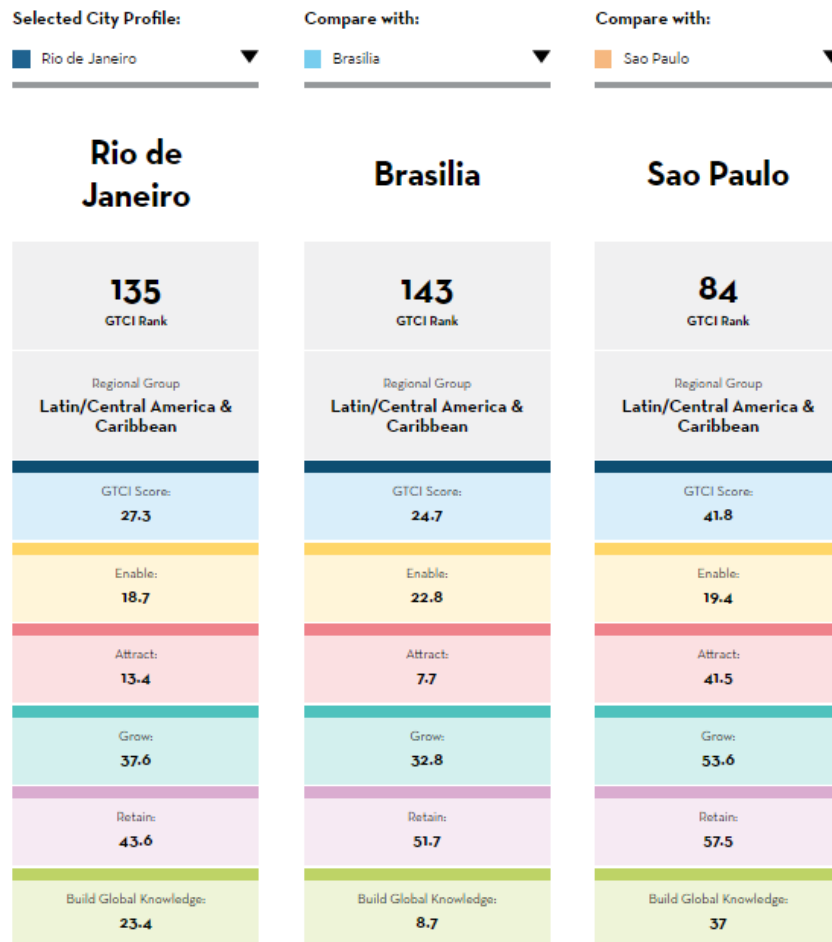 Selected City Profile:
Compare with:
Compare with:
Rio de Janeiro
Brasilia
Sao Paulo
Rio de
Janeiro
Brasilia
Sao Paulo
135
GTCI Rank
143
GTCI Rank
84
GTCI Rank
Regional Group
Latin/Central America &
Caribbean
Regional Group
Latin/Central America &
Caribbean
Regional Group
Latin/Central America &
Caribbean
GTCI Score:
27.3
GTCI Score:
24.7
GTCI Score:
41.8
Enable:
18.7
Enable:
22.8
Enable:
19.4
Attract:
13.4
Attract:
7.7
Attract:
41.5
Grow:
37.6
Grow:
32.8
Grow:
53.6
Retain:
43.6
Retain:
51.7
Retain:
57.5
Build Global Knowledge:
23.4
Build Global Knowledge:
8.7
Build Global Knowledge:
37